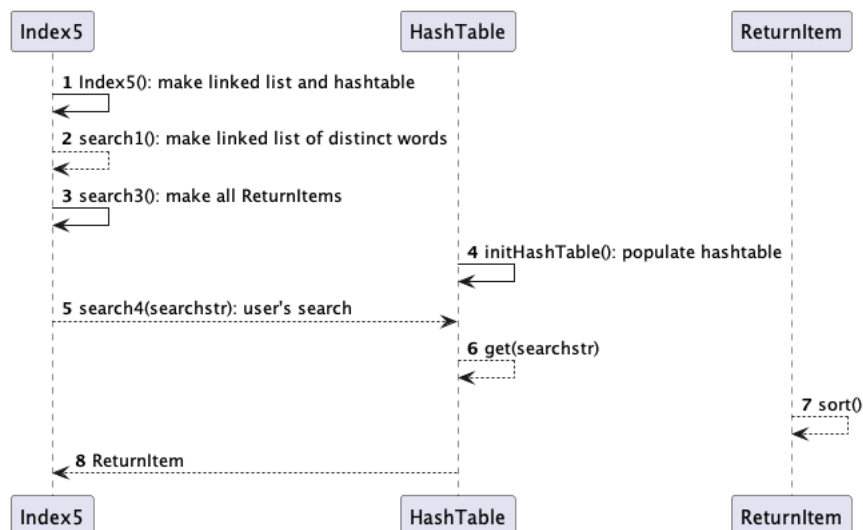 Index5 HashTable ReturnItem
1 Index5(): make linked list and hashtable
2 search1(): make linked list of distinct words
3 search3(): make all ReturnItems
4 initHashTable(): populate hashtable
5 search4(searchstr): user's search
6 get(searchstr)
7 sort()
8 ReturnItem
Index5 HashTable ReturnItem